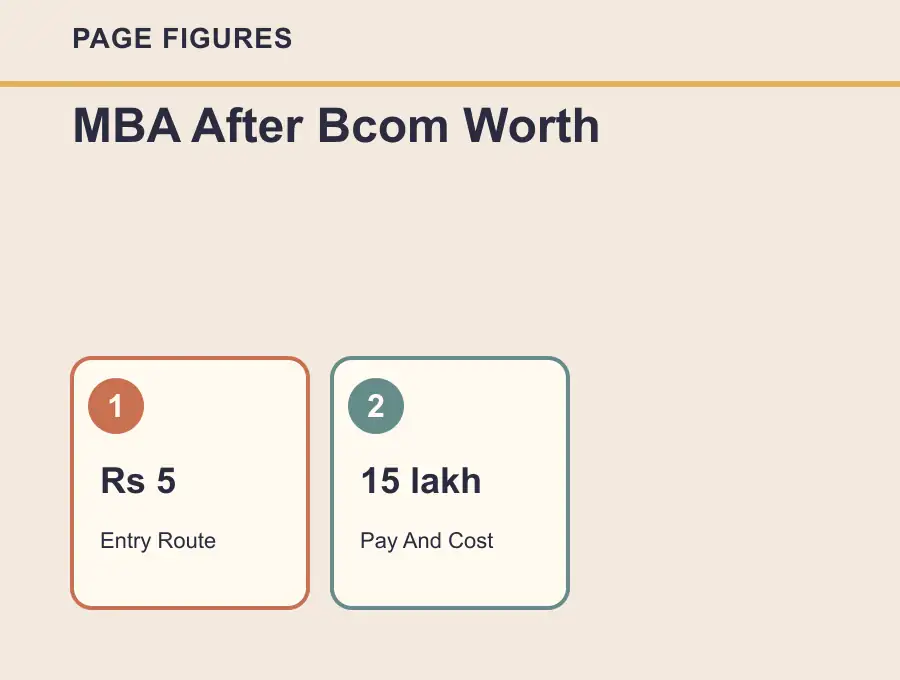 PAGE FIGURES
MBA After Bcom Worth
1
Rs 5
Entry Route
2
15 lakh
Pay And Cost